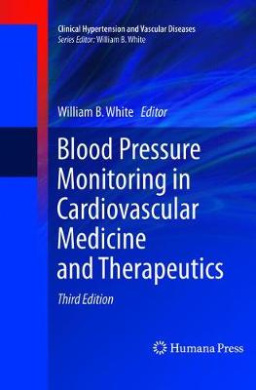 Clinical Hypertension and Vascular Diseases
Series Editor: William B. White
William B. White Editor
Blood Pressure
Monitoring in
Cardiovascular
Medicine
and Therapeutics
Third Edition
Humana Press